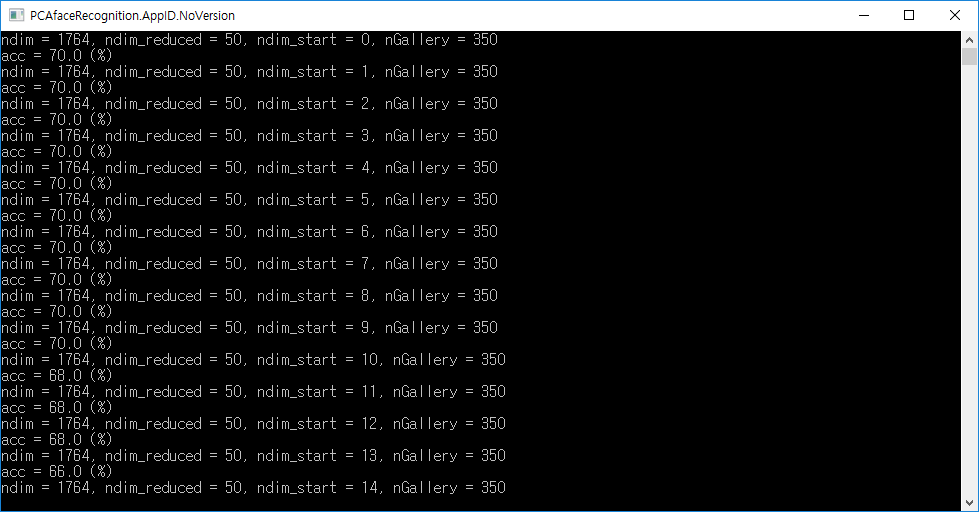 PCAfaceRecognition.AppID.NoVersion
ndim = 1764, ndim_reduced = 50, ndim_start = 0, nGallery = 350
acc = 70.0 (%)
ndim = 1764, ndim_reduced = 50, ndim_start = 1, nGallery = 350
acc = 70.0 (%)
ndim = 1764, ndim_reduced = 50, ndim_start = 2, nGallery = 350
acc = 70.0 (%)
ndim = 1764, ndim_reduced = 50, ndim_start = 3, nGallery = 350
acc = 70.0 (%)
ndim = 1764, ndim_reduced = 50, ndim_start = 4, nGallery = 350
acc = 70.0 (%)
ndim = 1764, ndim_reduced = 50, ndim_start = 5, nGallery = 350
acc = 70.0 (%)
ndim = 1764, ndim_reduced = 50, ndim_start = 6, nGallery = 350
acc = 70.0 (%)
ndim = 1764, ndim_reduced = 50, ndim_start = 7, nGallery = 350
acc = 70.0 (%)
ndim = 1764, ndim_reduced = 50, ndim_start = 8, nGallery = 350
acc = 70.0 (%)
ndim = 1764, ndim_reduced = 50, ndim_start = 9, nGallery = 350
acc = 70.0 (%)
ndim = 1764, ndim_reduced = 50, ndim_start = 10, nGallery = 350
acc = 68.0 (%)
ndim = 1764, ndim_reduced = 50, ndim_start = 11, nGallery = 350
acc = 68.0 (%)
ndim = 1764, ndim_reduced = 50, ndim_start = 12, nGallery = 350
acc = 68.0 (%)
ndim = 1764, ndim_reduced = 50, ndim_start = 13, nGallery = 350
acc = 66.0 (%)
ndim = 1764, ndim_reduced = 50, ndim_start = 14, nGallery = 350